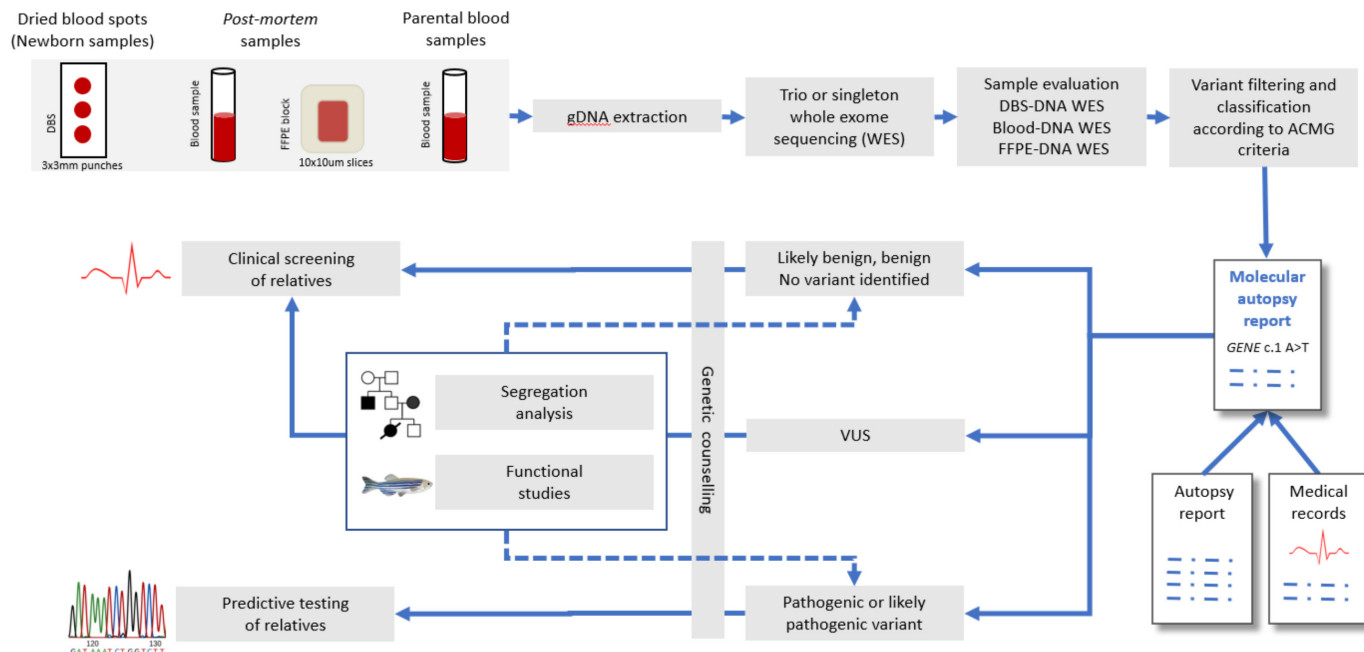 Dried blood spots
(Newborn samples)
Post-mortem
samples
Parental blood
samples
DBS
3x3mm punches
Blood sample
FFPE block
10x10um slices
Blood sample
gDNA extraction
Trio or singleton
whole exome
sequencing (WES)
Sample evaluation
DBS-DNA WES
Blood-DNA WES
FFPE-DNA WES
Variant filtering and
classification
according to ACMG
criteria
Clinical screening
of relatives
Likely benign, benign
No variant identified
Molecular
autopsy
report
GENE c.1 A>T
Segregation
analysis
Genetic counselling
VUS
Functional
studies
Autopsy
report
Medical
records
Predictive testing
of relatives
Pathogenic or likely
pathogenic variant
120
130